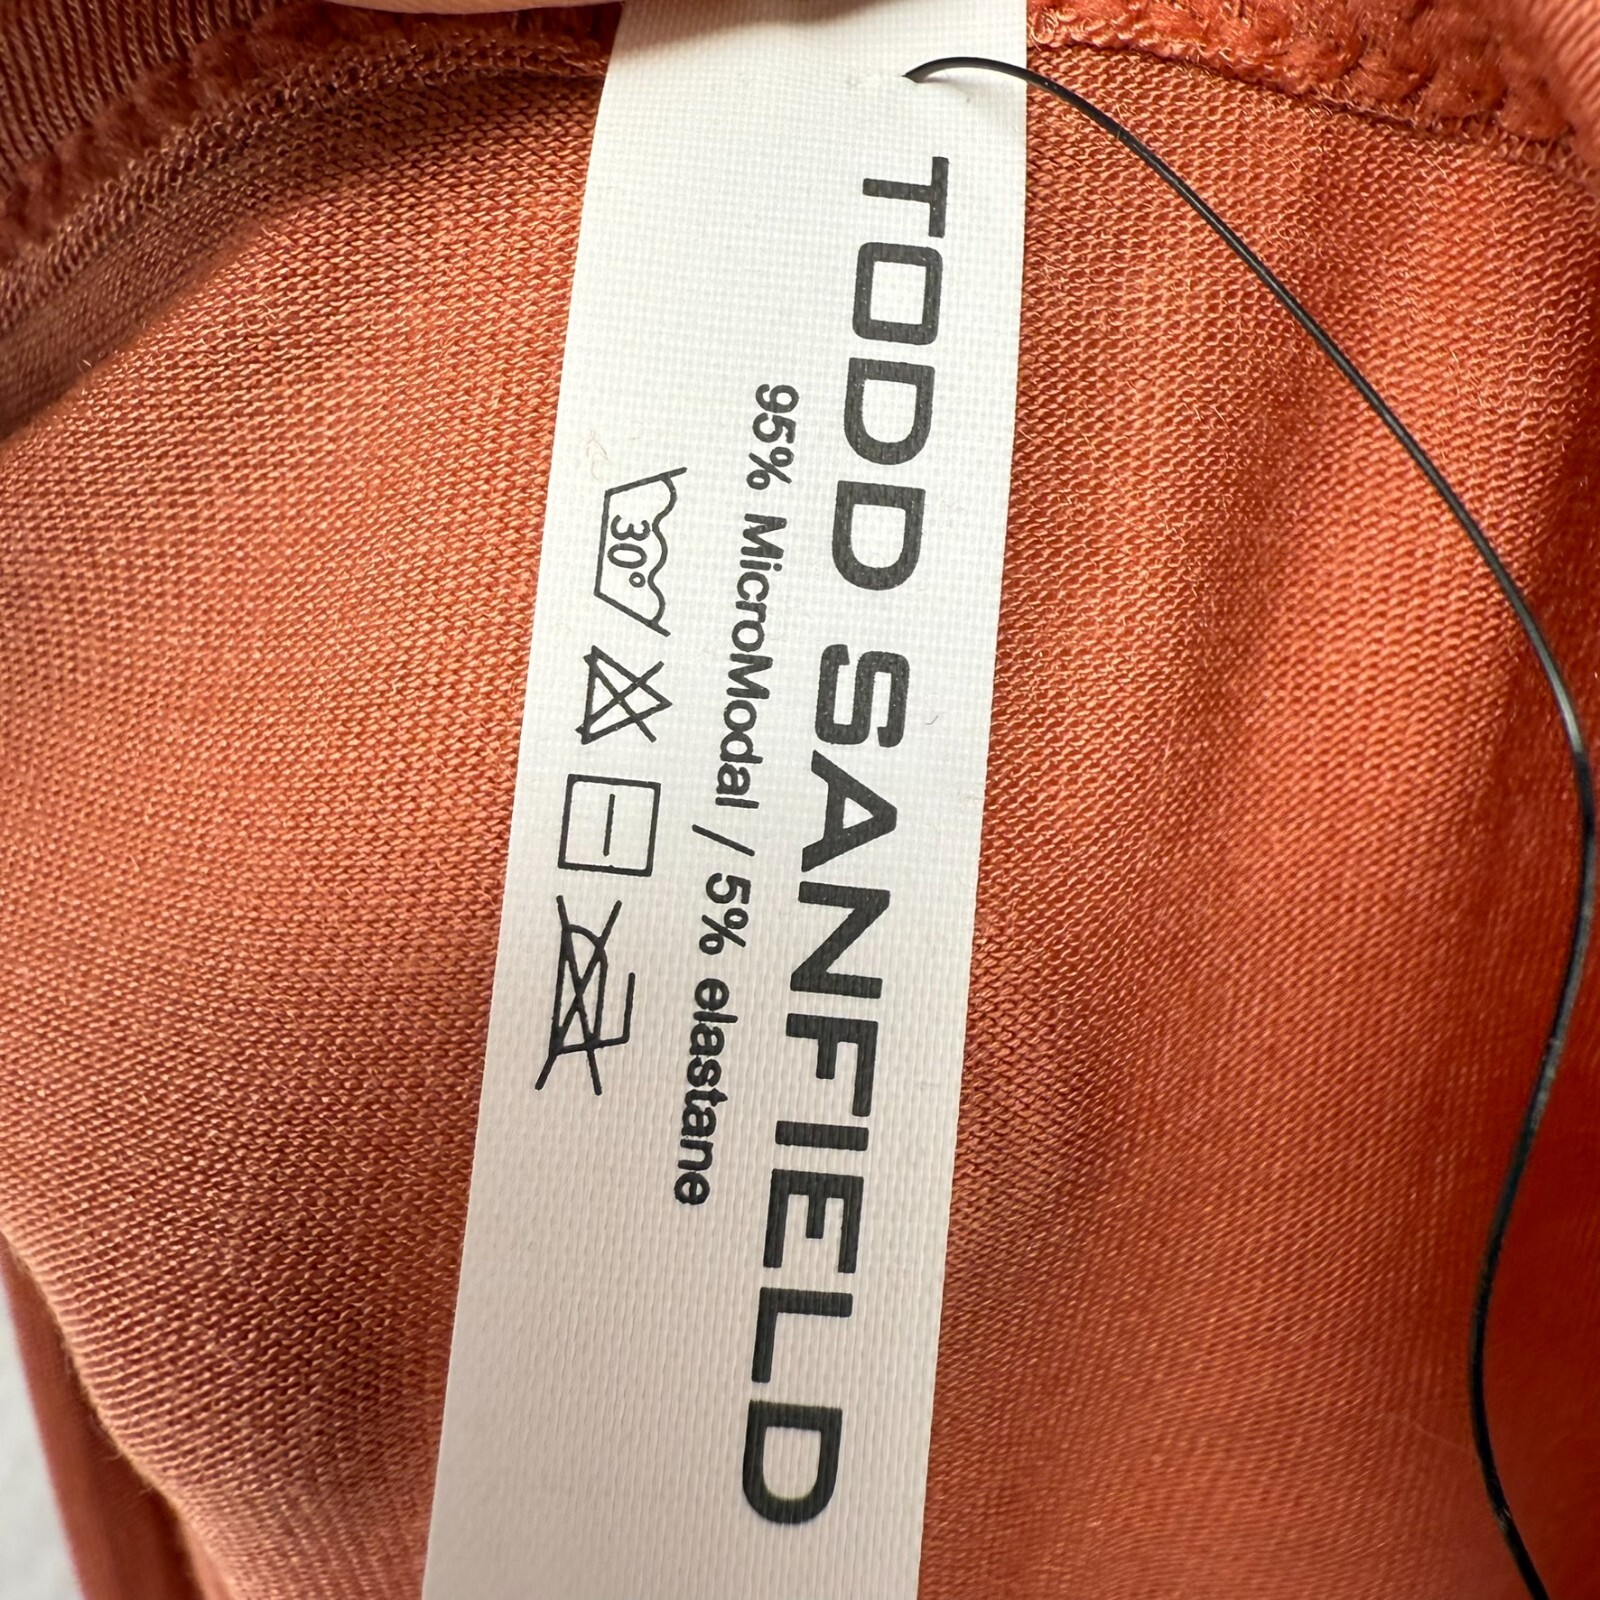 TODD SANFIELD
95% MicroModal / 5% elastane
30°